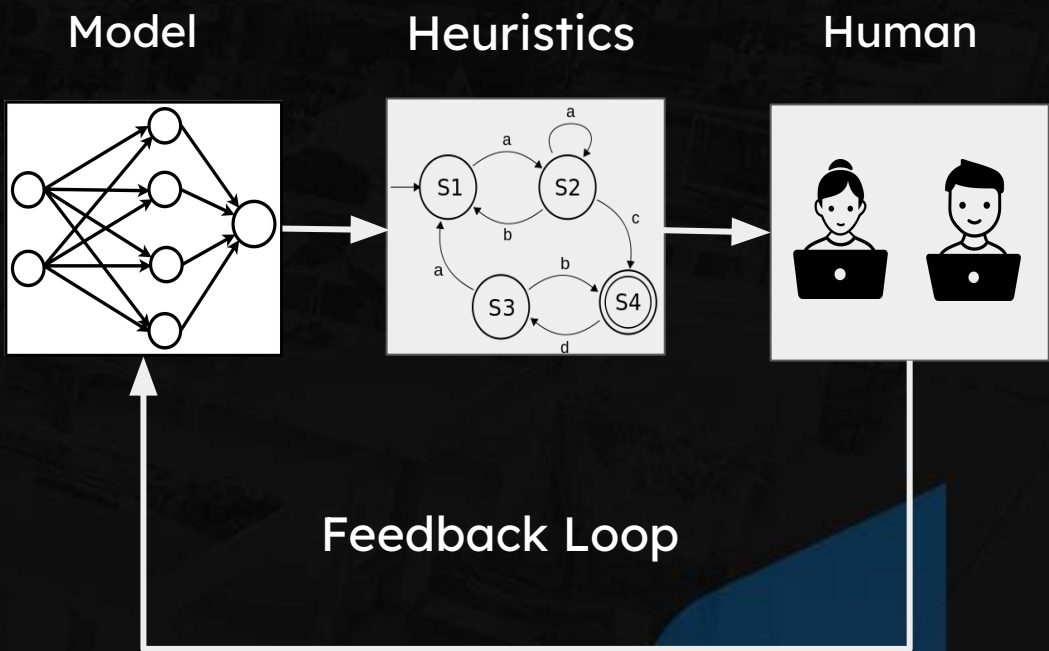 Model
Heuristics
Human
a
a
S1
S2
b
c
a
b
S3
S4
d
Feedback Loop